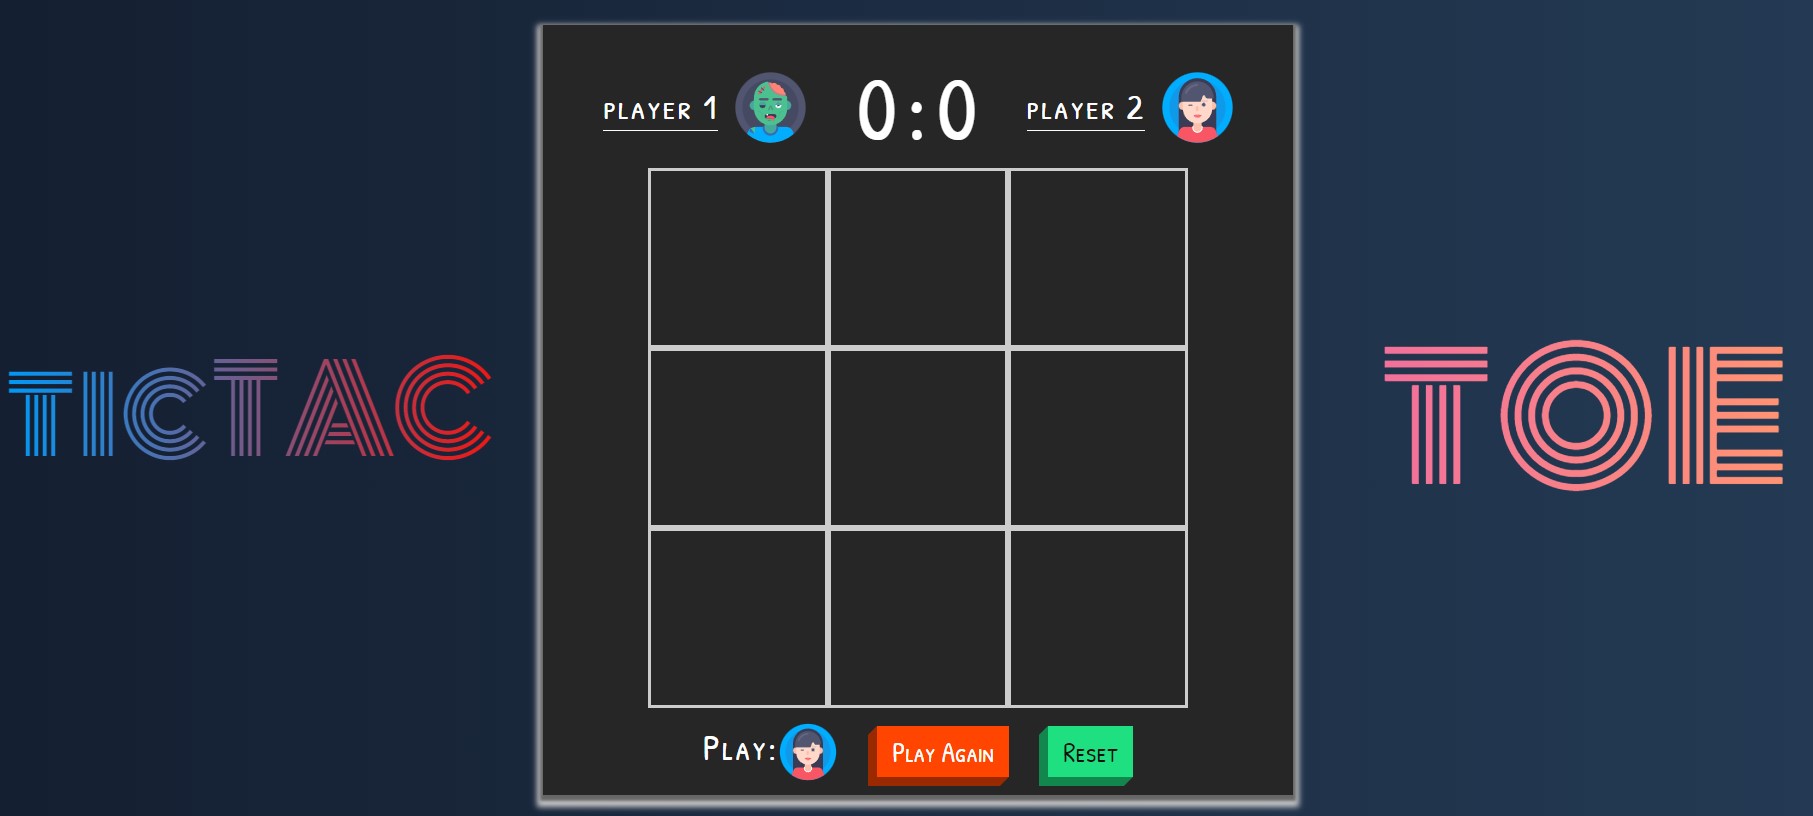 PLAYER 1
0:0
PLAYER 2
TICTAC
TOE
PLAY:
PLAY AGAIN
RESET